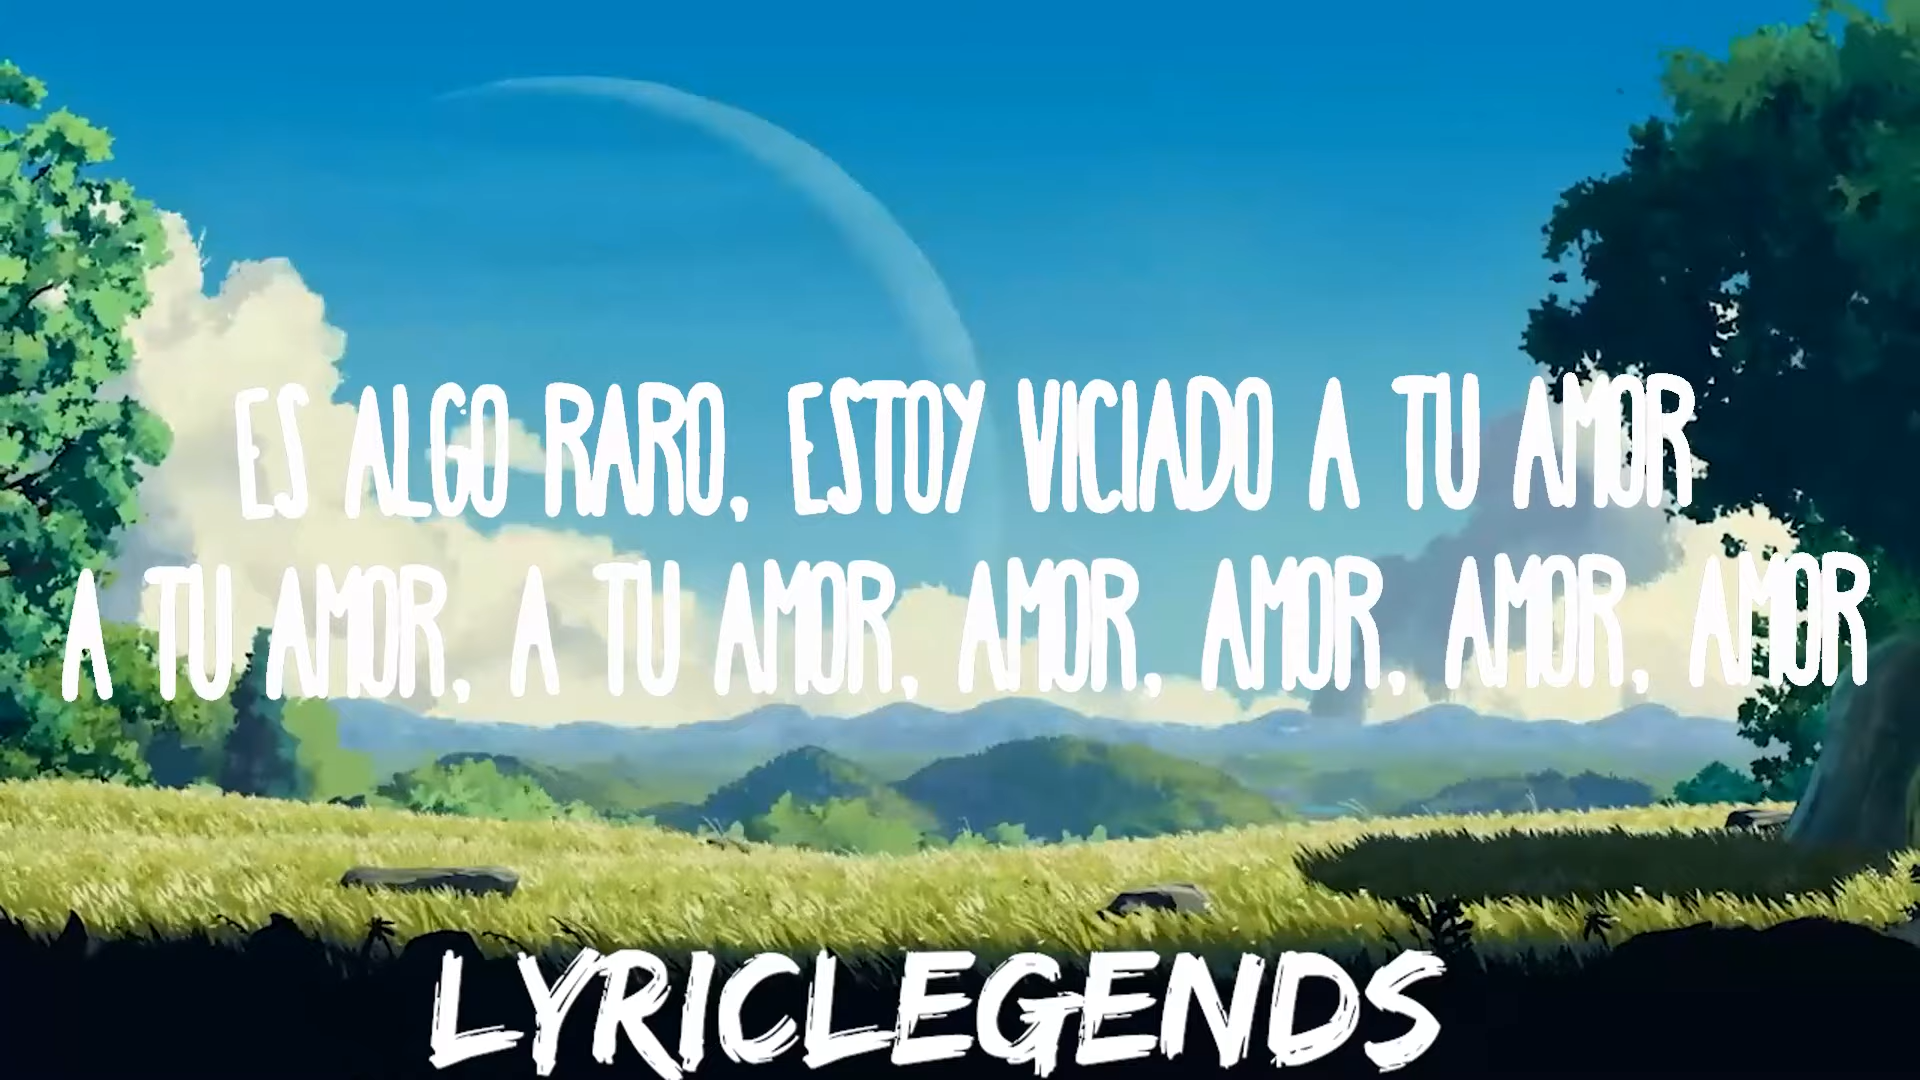 ES ALGO RARO, ESTOY VICIADO A TU AMOR
A TU AMOR, A TU AMOR, AMOR, AMOR, AMOR, AMOR
LYRICLEGENDS